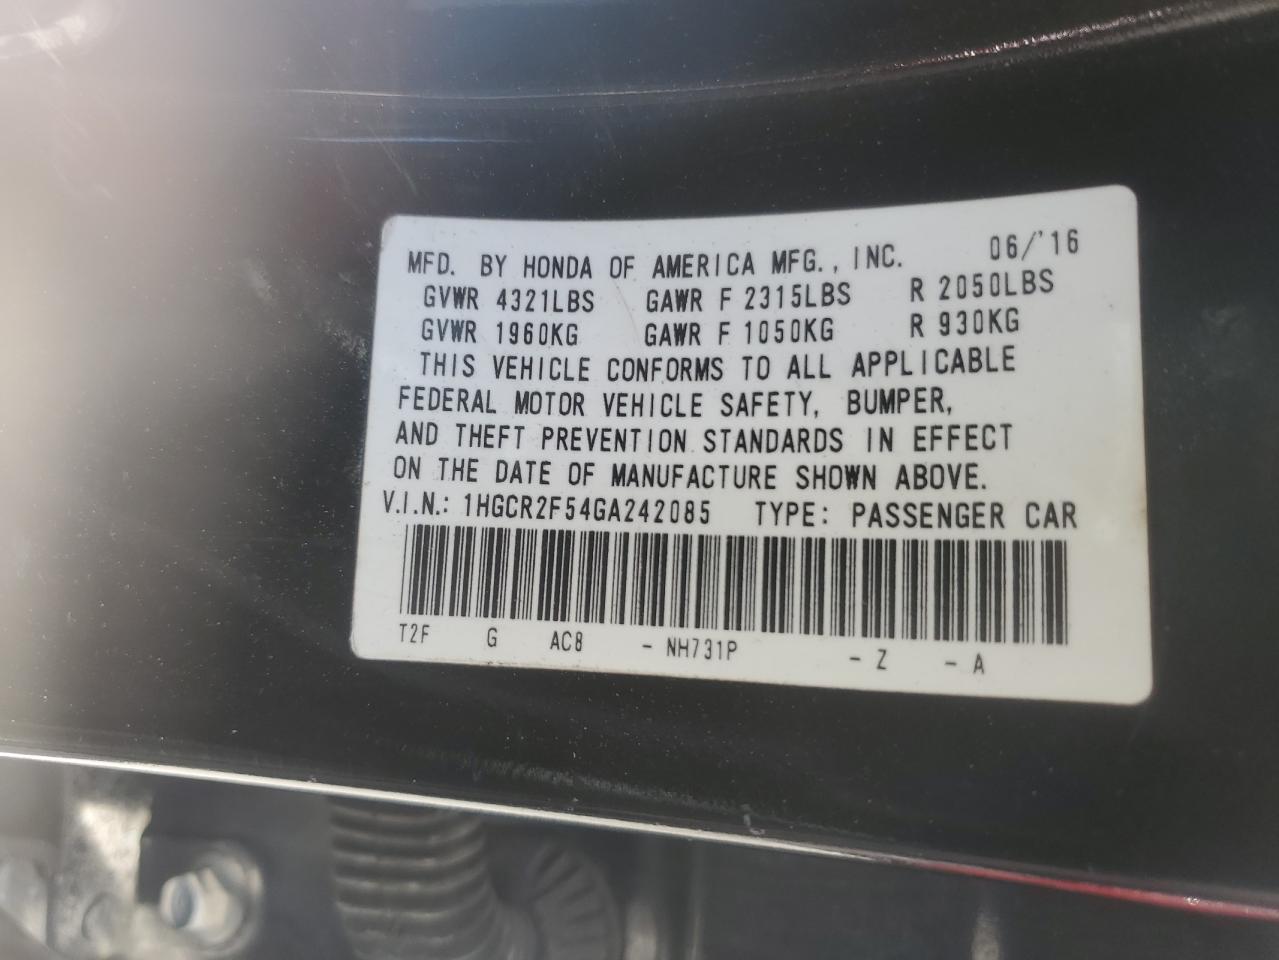 MFD. BY HONDA OF AMERICA MFG., INC. 06/'16
GVWR 4321LBS GAWR F 2315LBS R 2050LBS
GVWR 1960KG GAWR F 1050KG R 930KG
THIS VEHICLE CONFORMS TO ALL APPLICABLE
FEDERAL MOTOR VEHICLE SAFETY, BUMPER,
AND THEFT PREVENTION STANDARDS IN EFFECT
ON THE DATE OF MANUFACTURE SHOWN ABOVE.
V.I.N.: 1HGCR2F54GA242085 TYPE: PASSENGER CAR
T2F G AC8 - NH731P - Z - A